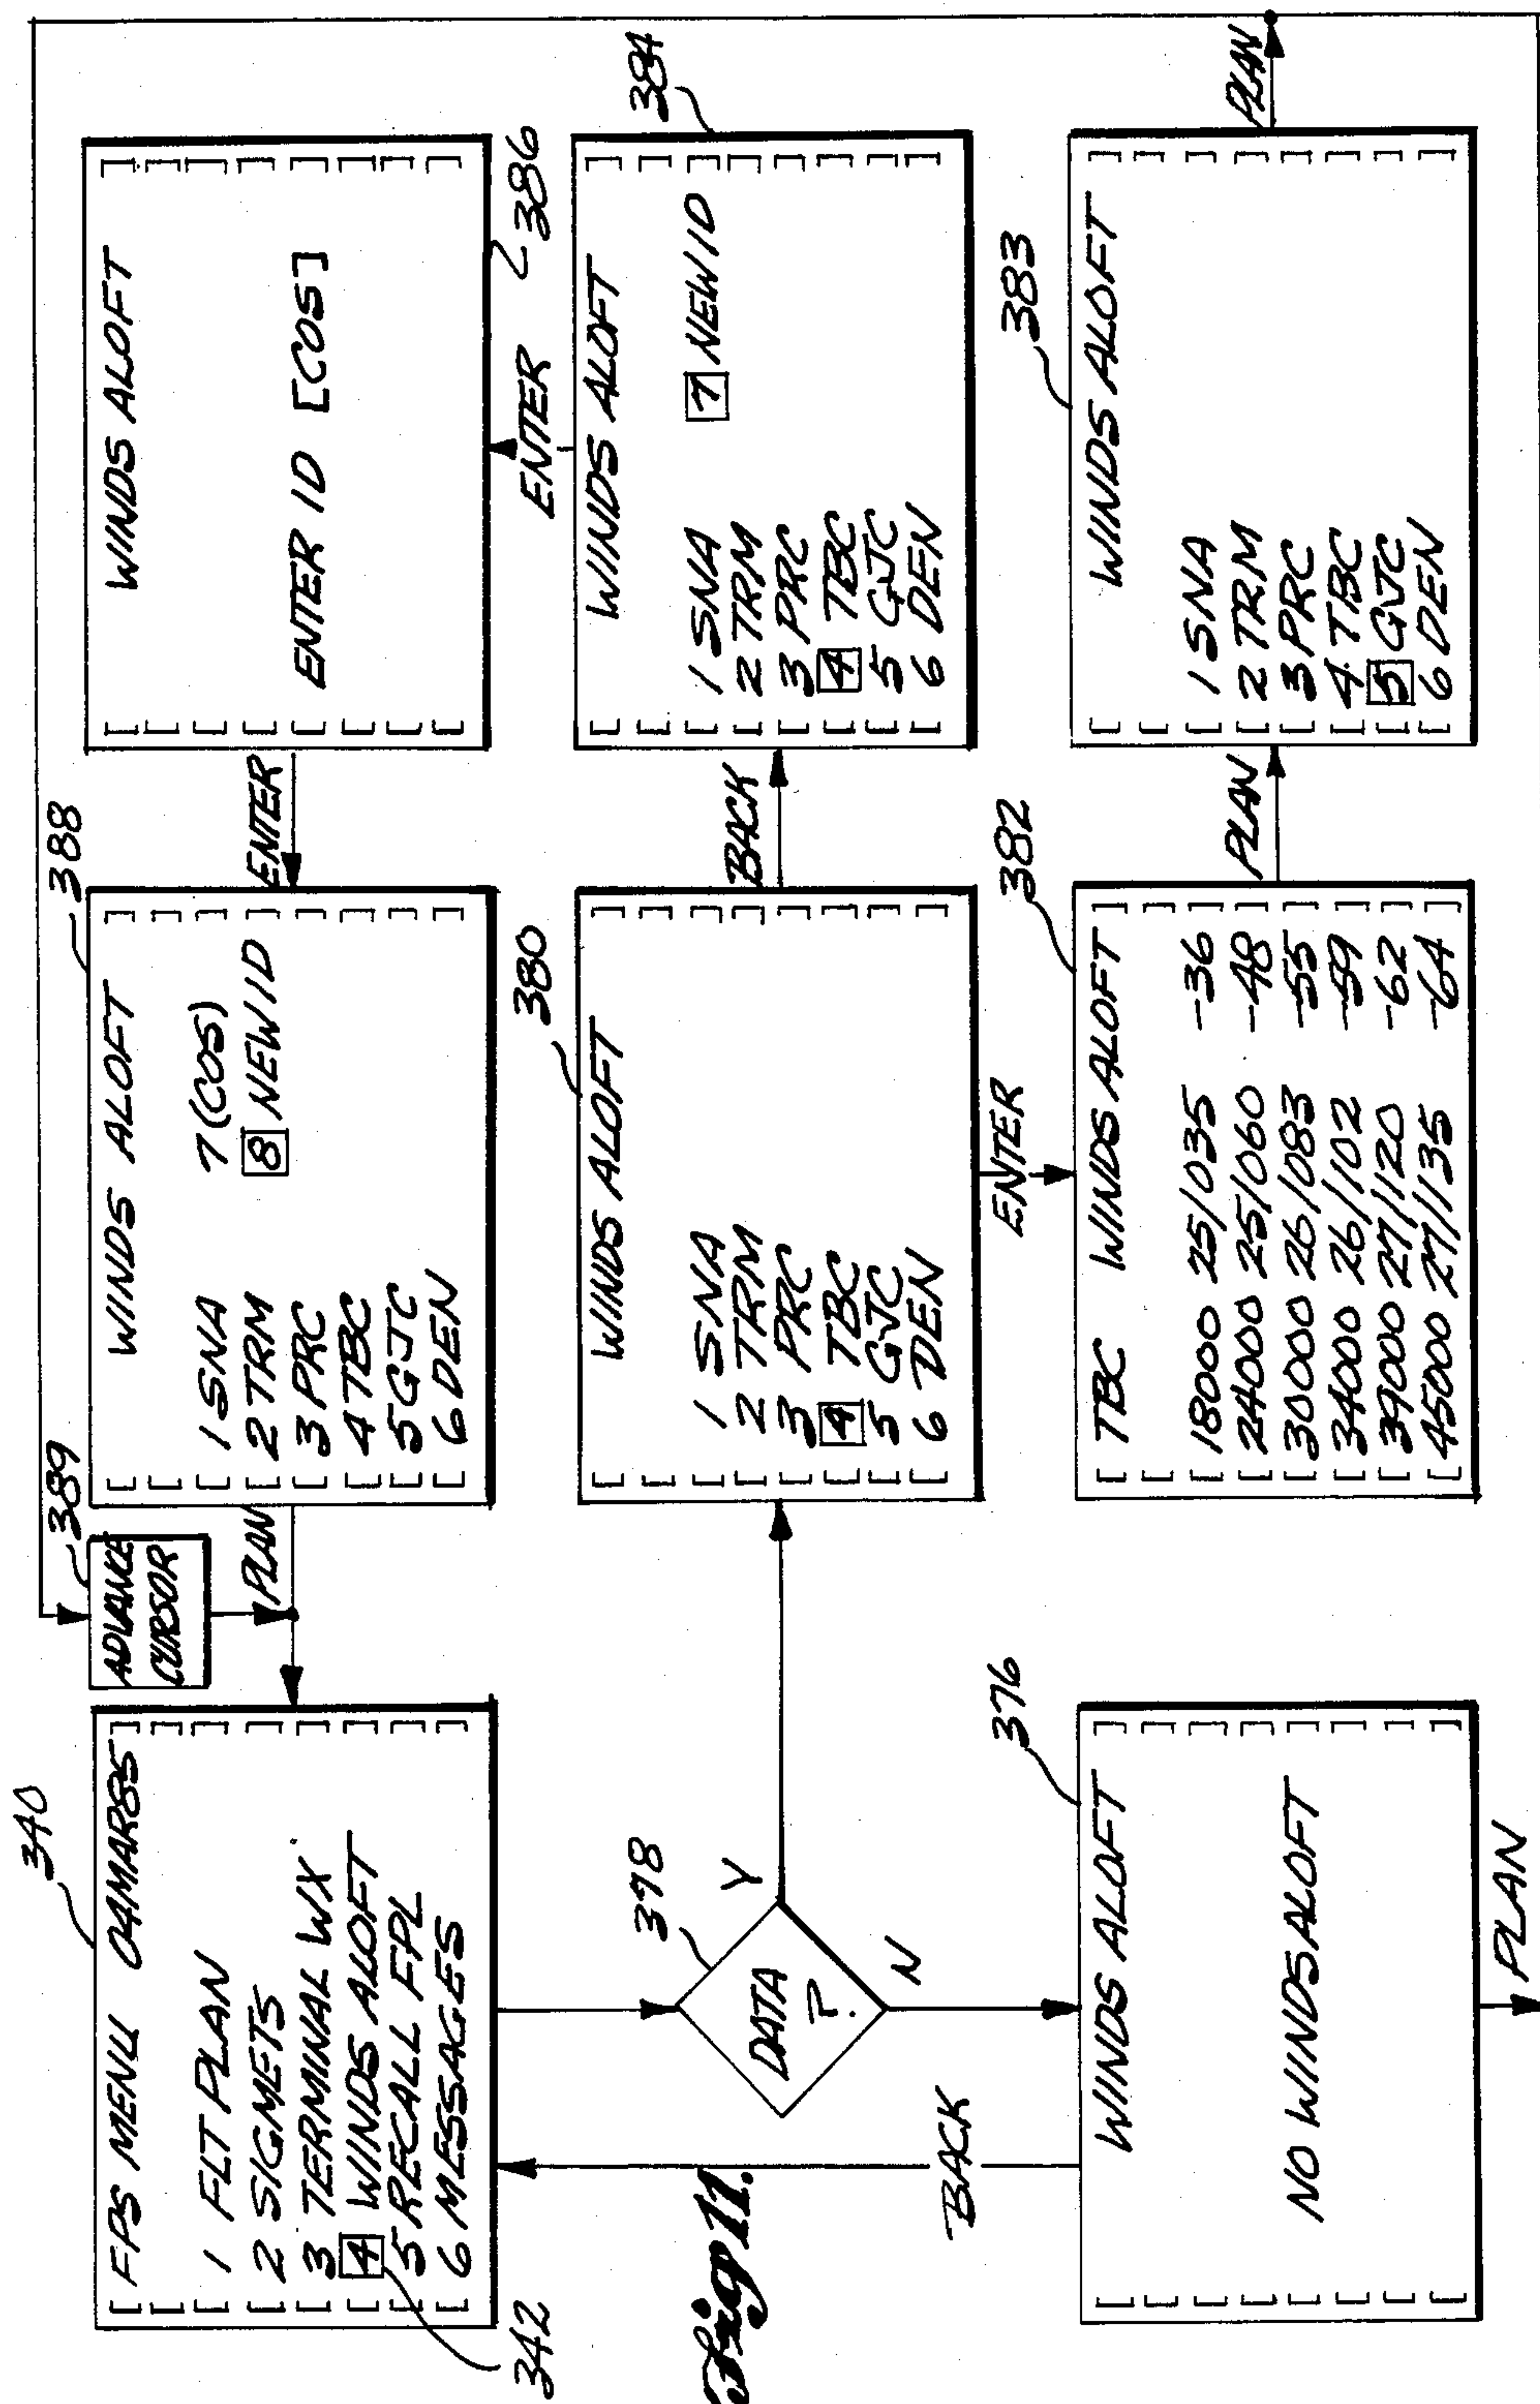 340
FPS MENU 04MAR85
1 FLT PLAN
2 SIGMETS
3 TERMINAL WX
4 WINDS ALOFT
5 RECALL FPL
6 MESSAGES
342
389
ADVANCE
CURSOR
PLAN
388
WINDS ALOFT
1 SNA 7 (COS)
2 TRM 8 NEW ID
3 PRC
4 TBC
5 GJC
6 DEN
ENTER
WINDS ALOFT
ENTER ID [COS]
386
ENTER
378
DATA
?
Y
N
380
WINDS ALOFT
1 SNA
2 TRM
3 PRC
4 TBC
5 GJC
6 DEN
BACK
384
WINDS ALOFT
1 SNA 7 NEW ID
2 TRM
3 PRC
4 TBC
5 GJC
6 DEN
ENTER
BACK
376
WINDS ALOFT
NO WINDS ALOFT
PLAN
382
TBC WINDS ALOFT
18000 25/035 -36
24000 25/060 -48
30000 26/083 -55
34000 26/102 -59
39000 27/120 -62
45000 27/135 -64
PLAN
383
WINDS ALOFT
1 SNA
2 TRM
3 PRC
4 TBC
5 GJC
6 DEN
PLAN
Fig 11.